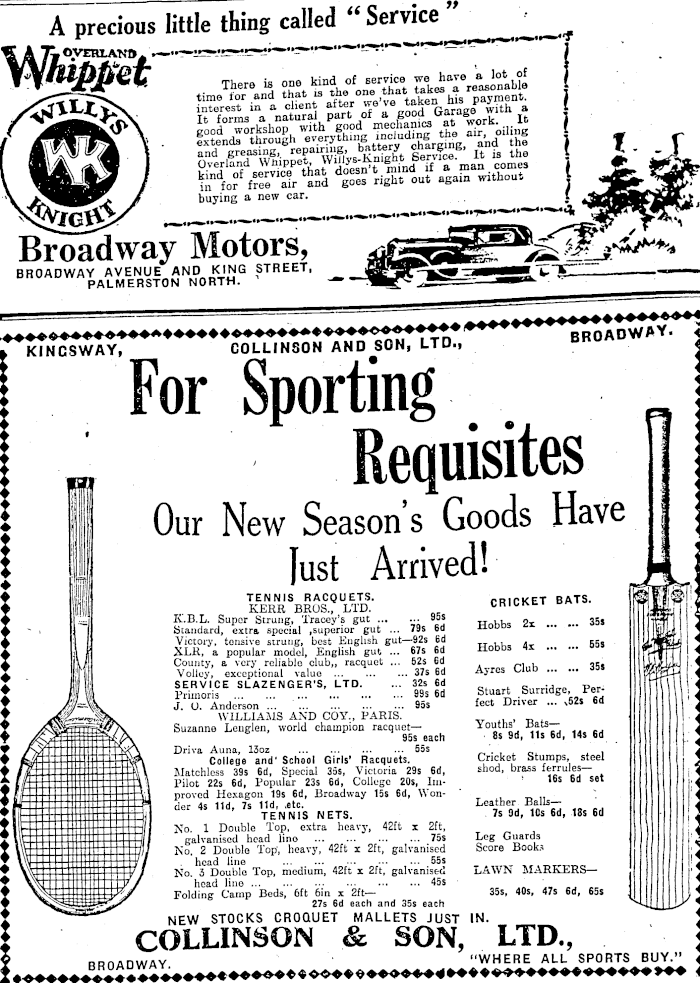 A precious little thing called "Service"
OVERLAND
Whippet
WILLYS
WK
KNIGHT
There is one kind of service we have a lot of
time for and that is the one that takes a reasonable
interest in a client after we've taken his payment.
It forms a natural part of a good Garage with a
good workshop with good mechanics at work. It
extends through everything including the air, oiling
and greasing, repairing, battery charging, and the
Overland Whippet, Willys-Knight Service. It is the
kind of service that doesn't mind if a man comes
in for free air and goes right out again without
buying a new car.
Broadway Motors,
BROADWAY AVENUE AND KING STREET,
PALMERSTON NORTH.
KINGSWAY, COLLINSON AND SON, LTD., BROADWAY.
For Sporting
Requisites
Our New Season's Goods Have
Just Arrived!
TENNIS RACQUETS.
KERR BROS., LTD.
K.B.L. Super Strung, Tracey's gut ... ... 95s
Standard, extra special ,superior gut ... 79s 6d
Victory, tensive strung, best English gut—92s 6d
XLR, a popular model, English gut ... 67s 6d
County, a very reliable club,, racquet ... 52s 6d
Volley, exceptional value ... ... ... 37s 6d
SERVICE SLAZENGER'S, LTD. ... 32s 6d
Primoris ... ... ... ... ... 99s 6d
J. O. Anderson ... ... ... ... ... 95s
WILLIAMS AND COY., PARIS.
Suzanne Lenglen, world champion racquet—
95s each
Driva Auna, 13oz ... ... ... ... 55s
College and School Girls' Racquets.
Matchless 39s 6d, Special 35s, Victoria 29s 6d,
Pilot 22s 6d, Popular 23s 6d, College 20s, Im-
proved Hexagon 19s 6d, Broadway 15s 6d, Won-
der 4s 11d, 7s 11d, .etc.
TENNIS NETS.
No. 1 Double Top, extra heavy, 42ft x 2ft,
galvanised head line ... ... ... ... 75s
No. 2 Double Top, heavy, 42ft x 2ft, galvanised
head line ... ... ... ... ... 55s
No. 3 Double Top, medium, 42ft x 2ft, galvanised
head line ... ... ... ... ... ... 45s
Folding Camp Beds, 6ft 6in x 2ft—
27s 6d each and 35s each
CRICKET BATS.
Hobbs 2x ... ... ... 35s
Hobbs 4x ... ... ... 55s
Ayres Club ... ... ... 35s
Stuart Surridge, Per-
fect Driver ... ... 52s 6d
Youths' Bats—
8s 9d, 11s 6d, 14s 6d
Cricket Stumps, steel
shod, brass ferrules—
16s 6d set
Leather Balls—
7s 9d, 10s 6d, 18s 6d
Leg Guards
Score Books
LAWN MARKERS—
35s, 40s, 47s 6d, 65s
NEW STOCKS CROQUET MALLETS JUST IN.
COLLINSON & SON, LTD.,
BROADWAY. "WHERE ALL SPORTS BUY."